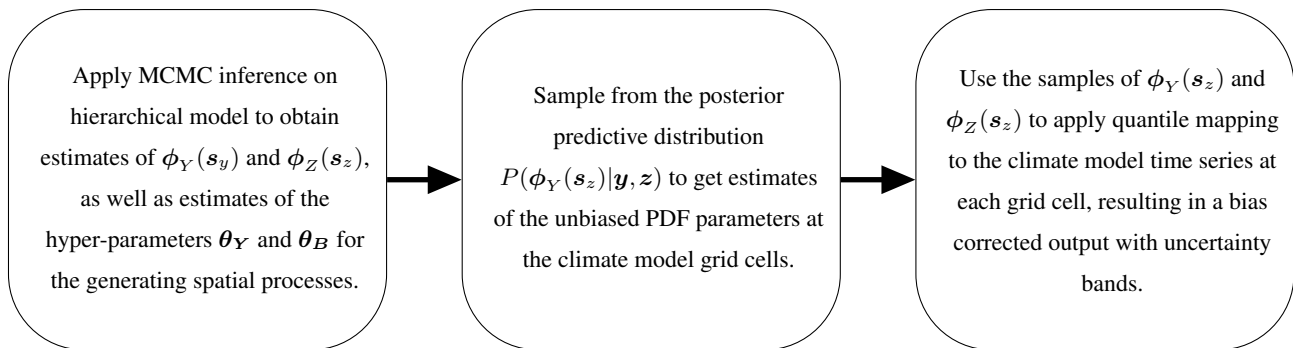 Apply MCMC inference on
hierarchical model to obtain
estimates of ϕ_Y(s_y) and ϕ_Z(s_z),
as well as estimates of the
hyper-parameters θ_Y and θ_B for
the generating spatial processes.
Sample from the posterior
predictive distribution
P(ϕ_Y(s_z)|y, z) to get estimates
of the unbiased PDF parameters at
the climate model grid cells.
Use the samples of ϕ_Y(s_z) and
ϕ_Z(s_z) to apply quantile mapping
to the climate model time series at
each grid cell, resulting in a bias
corrected output with uncertainty
bands.